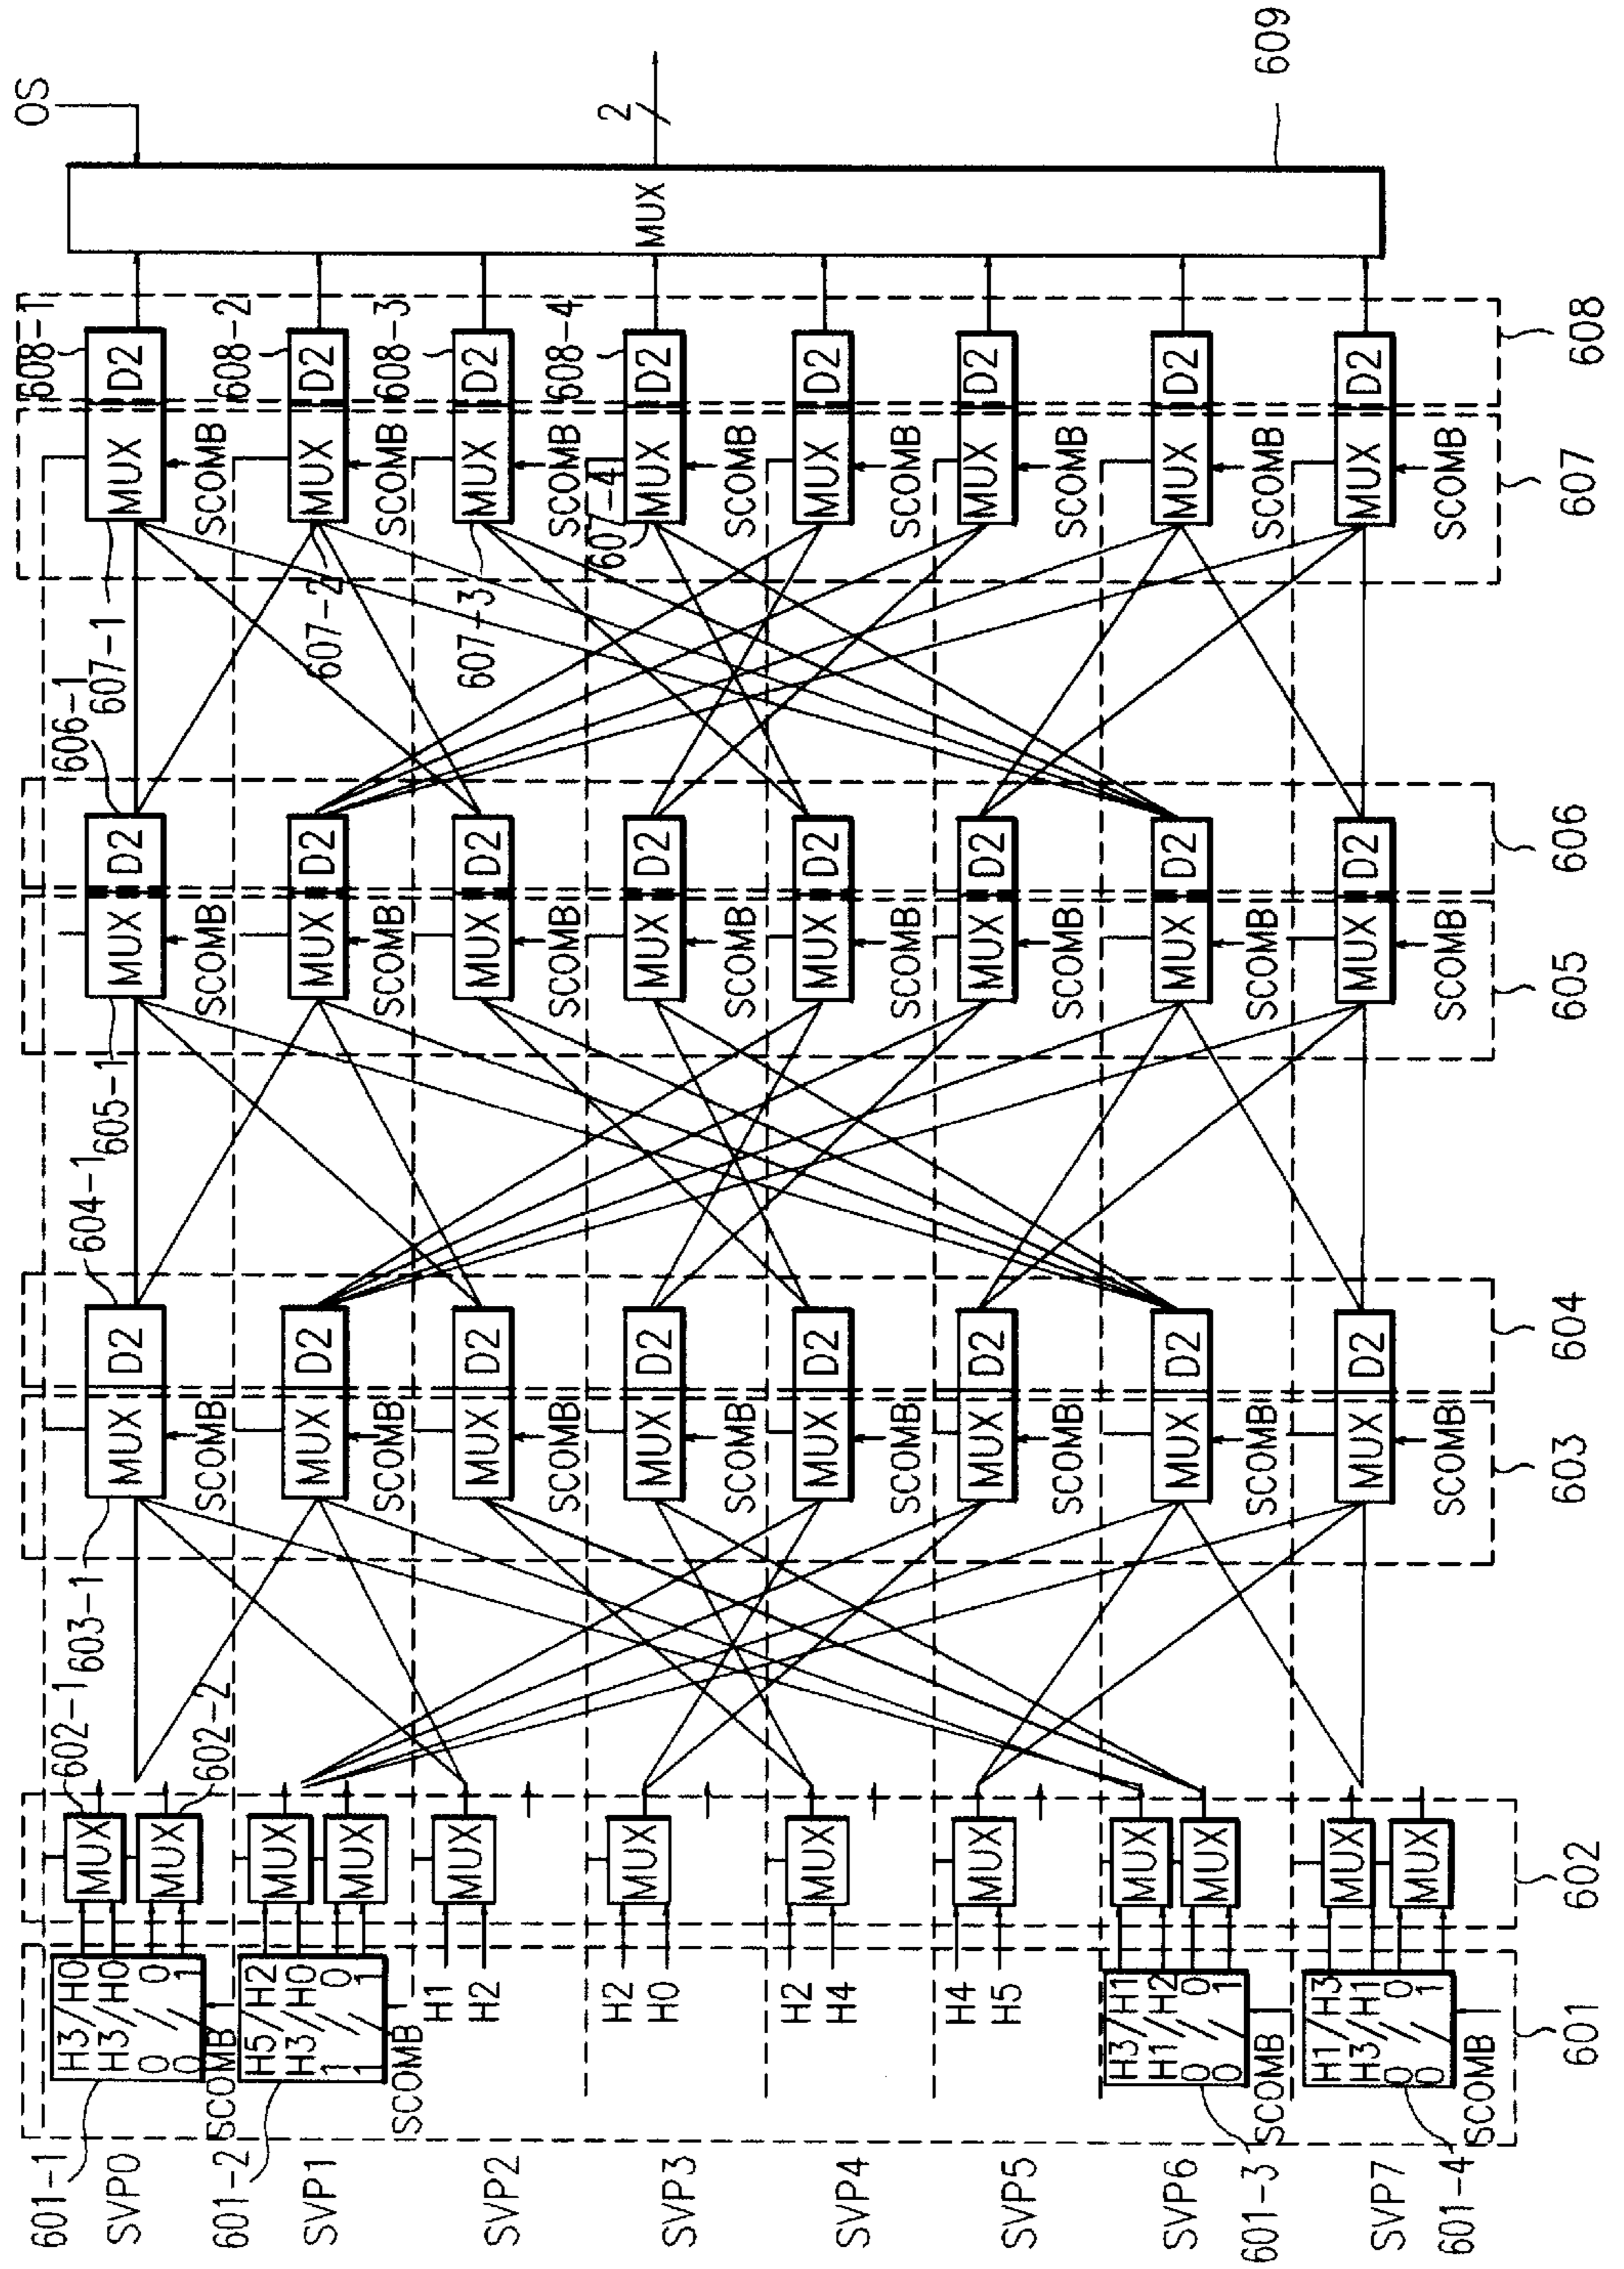 OS
601-1
SVP0
H3/H0
H3/H0
0/0
0/1
SCOMB
602-1
MUX
MUX
602-2
603-1
MUX
D2
SCOMB
604-1
605-1
MUX
D2
SCOMB
606-1
607-1
MUX
D2
SCOMB
608-1
601-2
SVP1
H5/H2
H3/H0
1/0
1/1
SCOMB
MUX
MUX
MUX
D2
SCOMB
MUX
D2
SCOMB
607-2
MUX
D2
SCOMB
608-2
SVP2
H1
H2
MUX
MUX
D2
SCOMB
MUX
D2
SCOMB
607-3
MUX
D2
SCOMB
608-3
SVP3
H2
H0
MUX
MUX
D2
SCOMB
MUX
D2
SCOMB
607-4
MUX
D2
SCOMB
608-4
MUX
2
SVP4
H2
H4
MUX
MUX
D2
SCOMB
MUX
D2
SCOMB
MUX
D2
SCOMB
SVP5
H4
H5
MUX
MUX
D2
SCOMB
MUX
D2
SCOMB
MUX
D2
SCOMB
SVP6
H3/H1
H1/H2
0/0
0/1
SCOMB
601-3
MUX
MUX
MUX
D2
SCOMB
MUX
D2
SCOMB
MUX
D2
SCOMB
609
SVP7
H1/H3
H3/H1
0/0
0/1
SCOMB
601-4
MUX
MUX
MUX
D2
SCOMB
MUX
D2
SCOMB
MUX
D2
SCOMB
601
602
603
604
605
606
607
608